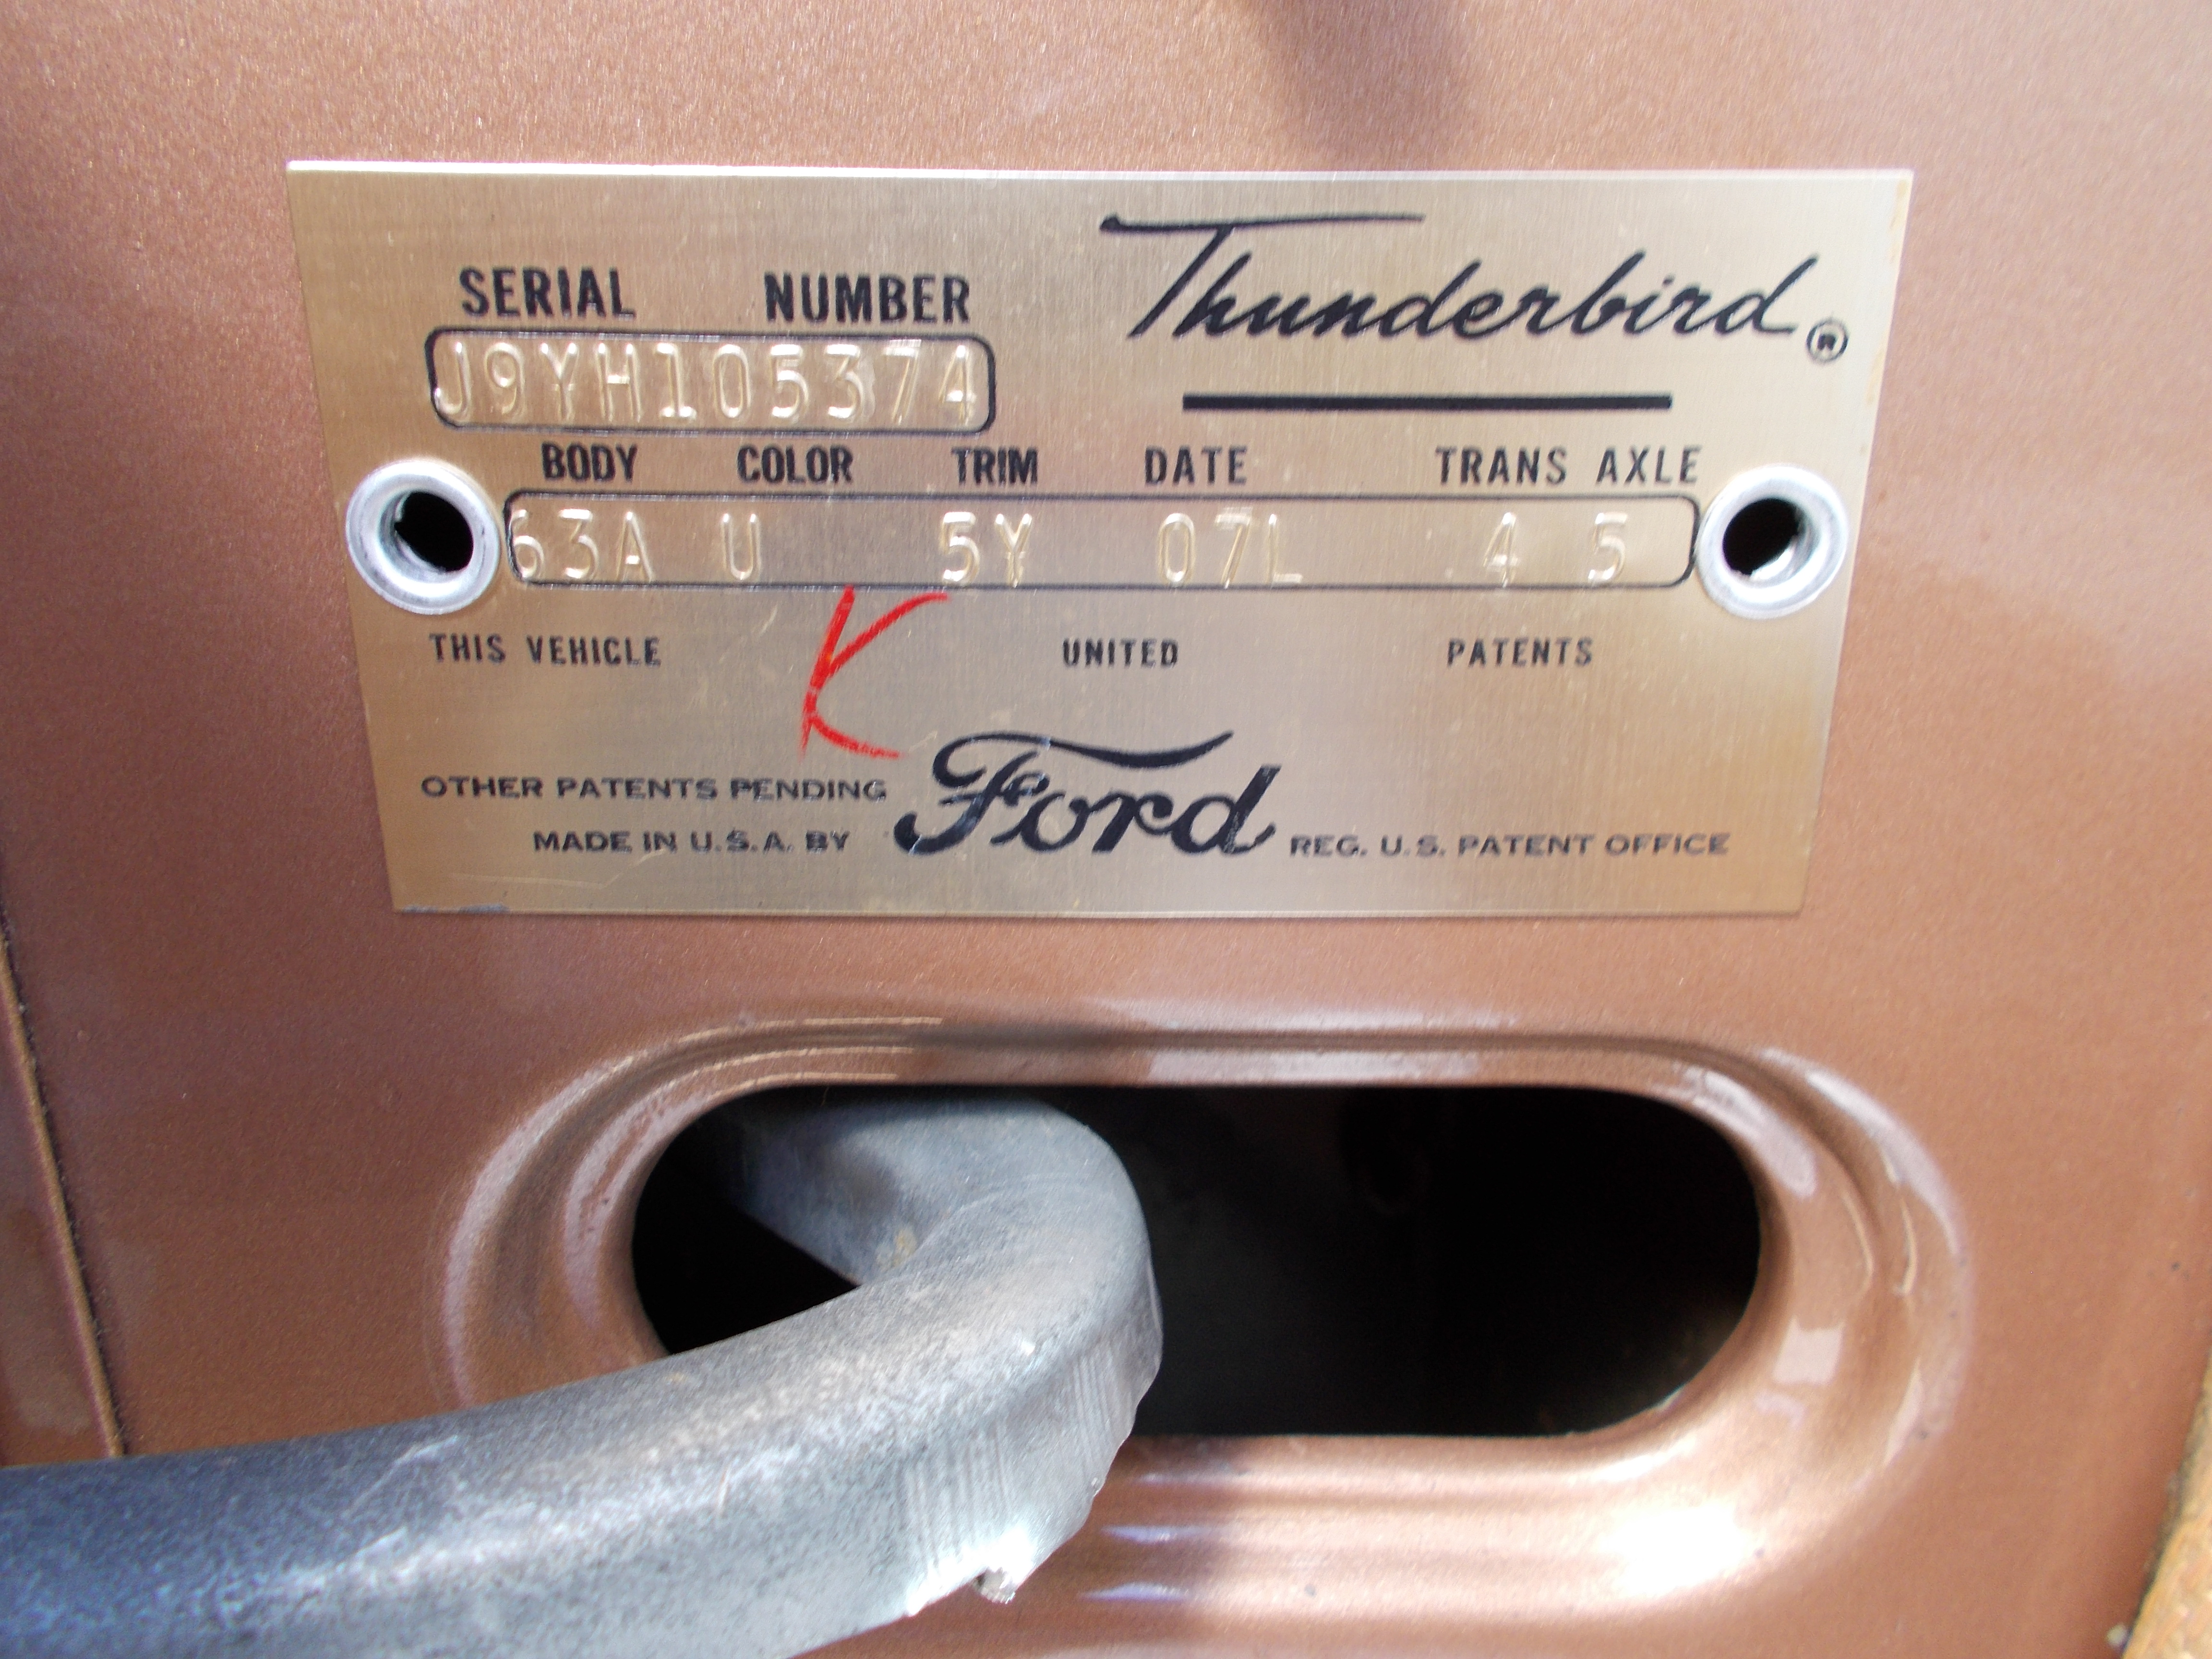 Thunderbird®
SERIAL NUMBER
J9YH105374
BODY COLOR TRIM DATE TRANS AXLE
63A U 5Y 07L 4 5
K
THIS VEHICLE UNITED PATENTS
OTHER PATENTS PENDING
MADE IN U.S.A. BY Ford REG. U.S. PATENT OFFICE